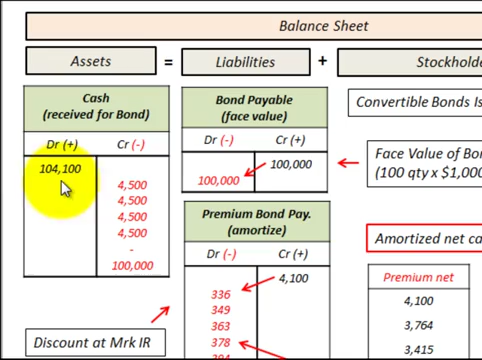 Balance Sheet
Assets = Liabilities + Stockholde
Cash
(received for Bond)
Dr (+) Cr (-)
104,100
4,500
4,500
4,500
4,500
-
100,000
Bond Payable
(face value)
Dr (-) Cr (+)
100,000
100,000
Convertible Bonds Is
Face Value of Bo
(100 qty x $1,000
Premium Bond Pay.
(amortize)
Dr (-) Cr (+)
4,100
336
349
363
378
394
Amortized net ca
Premium net
4,100
3,764
3,415
Discount at Mrk IR